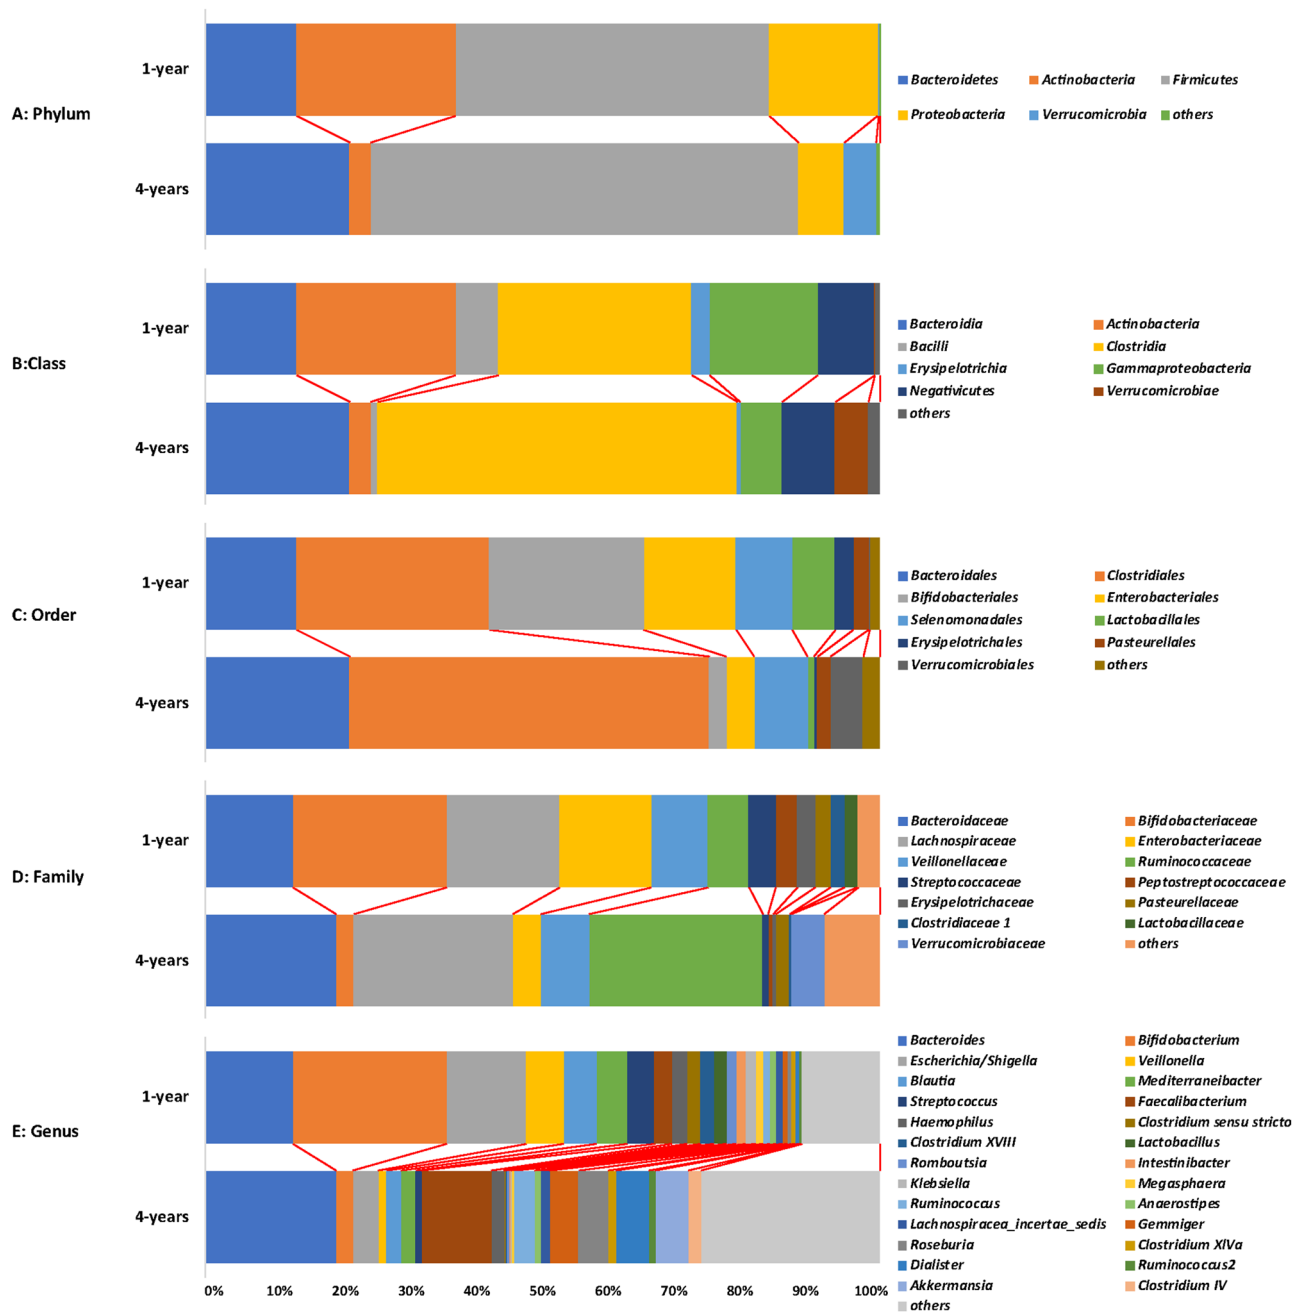 A: Phylum
1-year
4-years
Bacteroidetes Actinobacteria Firmicutes
Proteobacteria Verrucomicrobia others
B:Class
1-year
4-years
Bacteroidia Actinobacteria
Bacilli Clostridia
Erysipelotrichia Gammaproteobacteria
Negativicutes Verrucomicrobiae
others
C: Order
1-year
4-years
Bacteroidales Clostridiales
Bifidobacteriales Enterobacteriales
Selenomonadales Lactobacillales
Erysipelotrichales Pasteurellales
Verrucomicrobiales others
D: Family
1-year
4-years
Bacteroidaceae Bifidobacteriaceae
Lachnospiraceae Enterobacteriaceae
Veillonellaceae Ruminococcaceae
Streptococcaceae Peptostreptococcaceae
Erysipelotrichaceae Pasteurellaceae
Clostridiaceae 1 Lactobacillaceae
Verrucomicrobiaceae others
E: Genus
1-year
4-years
Bacteroides Bifidobacterium
Escherichia/Shigella Veillonella
Blautia Mediterraneibacter
Streptococcus Faecalibacterium
Haemophilus Clostridium sensu stricto
Clostridium XVIII Lactobacillus
Romboutsia Intestinibacter
Klebsiella Megasphaera
Ruminococcus Anaerostipes
Lachnospiracea_incertae_sedis Gemmiger
Roseburia Clostridium XlVa
Dialister Ruminococcus2
Akkermansia Clostridium IV
others
0% 10% 20% 30% 40% 50% 60% 70% 80% 90% 100%